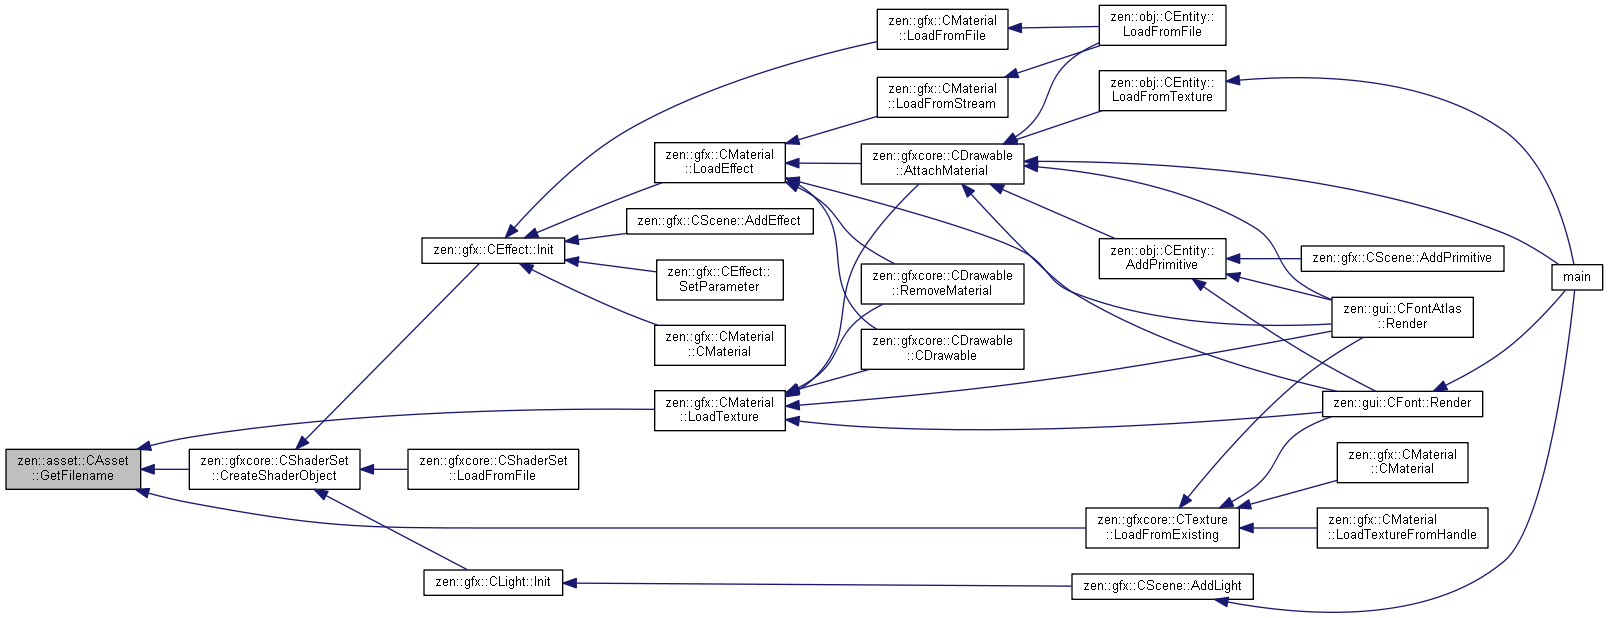 zen::gfx::CMaterial
::LoadFromFile
zen::obj::CEntity::
LoadFromFile
zen::gfx::CMaterial
::LoadFromStream
zen::obj::CEntity::
LoadFromTexture
zen::gfx::CMaterial
::LoadEffect
zen::gfxcore::CDrawable
::AttachMaterial
zen::gfx::CScene::AddEffect
zen::gfx::CEffect::Init
zen::gfx::CEffect::
SetParameter
zen::gfxcore::CDrawable
::RemoveMaterial
zen::obj::CEntity::
AddPrimitive
zen::gfx::CScene::AddPrimitive
main
zen::gui::CFontAtlas
::Render
zen::gfx::CMaterial
::CMaterial
zen::gfxcore::CDrawable
::CDrawable
zen::gfx::CMaterial
::LoadTexture
zen::gui::CFont::Render
zen::asset::CAsset
::GetFilename
zen::gfxcore::CShaderSet
::CreateShaderObject
zen::gfxcore::CShaderSet
::LoadFromFile
zen::gfx::CMaterial
::CMaterial
zen::gfxcore::CTexture
::LoadFromExisting
zen::gfx::CMaterial
::LoadTextureFromHandle
zen::gfx::CLight::Init
zen::gfx::CScene::AddLight